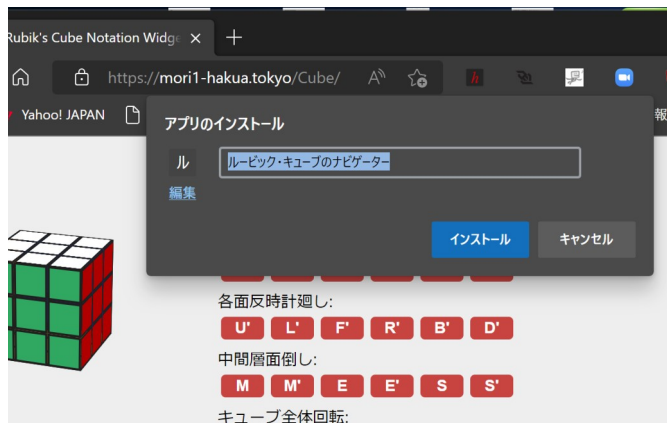 Rubik's Cube Notation Widg
https://mori1-hakua.tokyo/Cube/
Yahoo! JAPAN
報
アプリのインストール
ル
ルービック・キューブのナビゲーター
編集
インストール
キャンセル
各面反時計廻し:
U' L' F' R' B' D'
中間層面倒し:
M M' E E' S S'
キューブ全体回転: